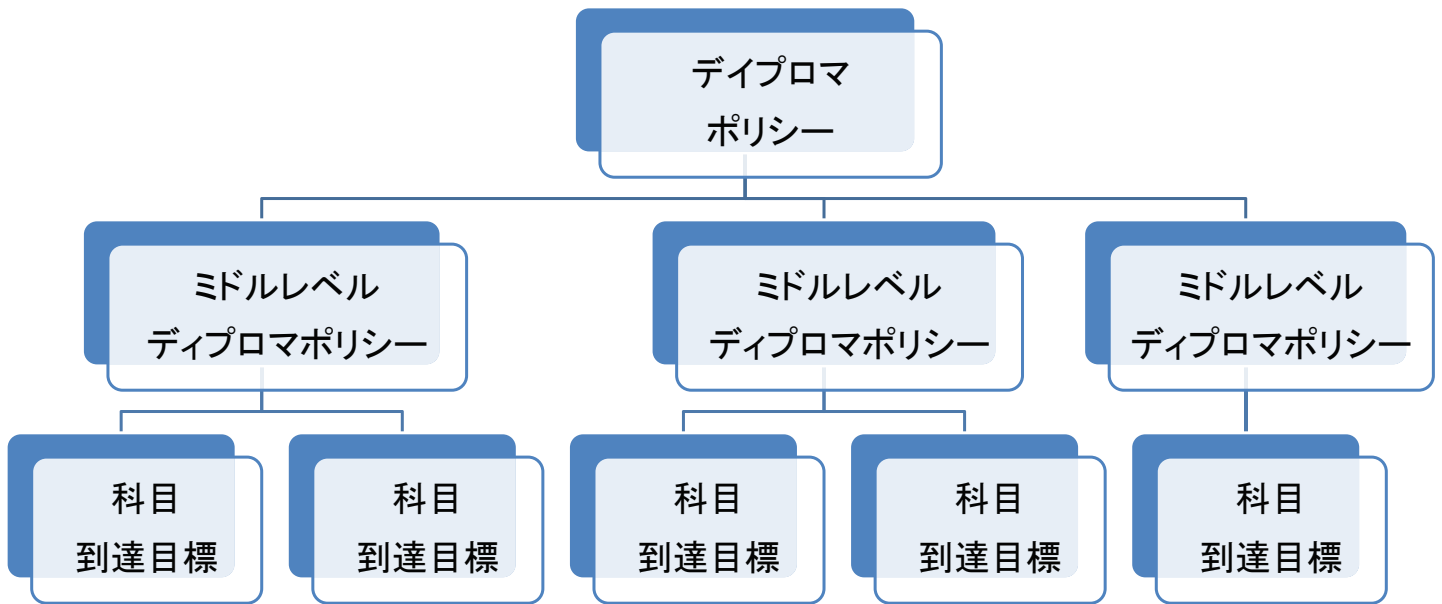 デイプロマ
ポリシー
ミドルレベル
ディプロマポリシー
ミドルレベル
ディプロマポリシー
ミドルレベル
ディプロマポリシー
科目
到達目標
科目
到達目標
科目
到達目標
科目
到達目標
科目
到達目標